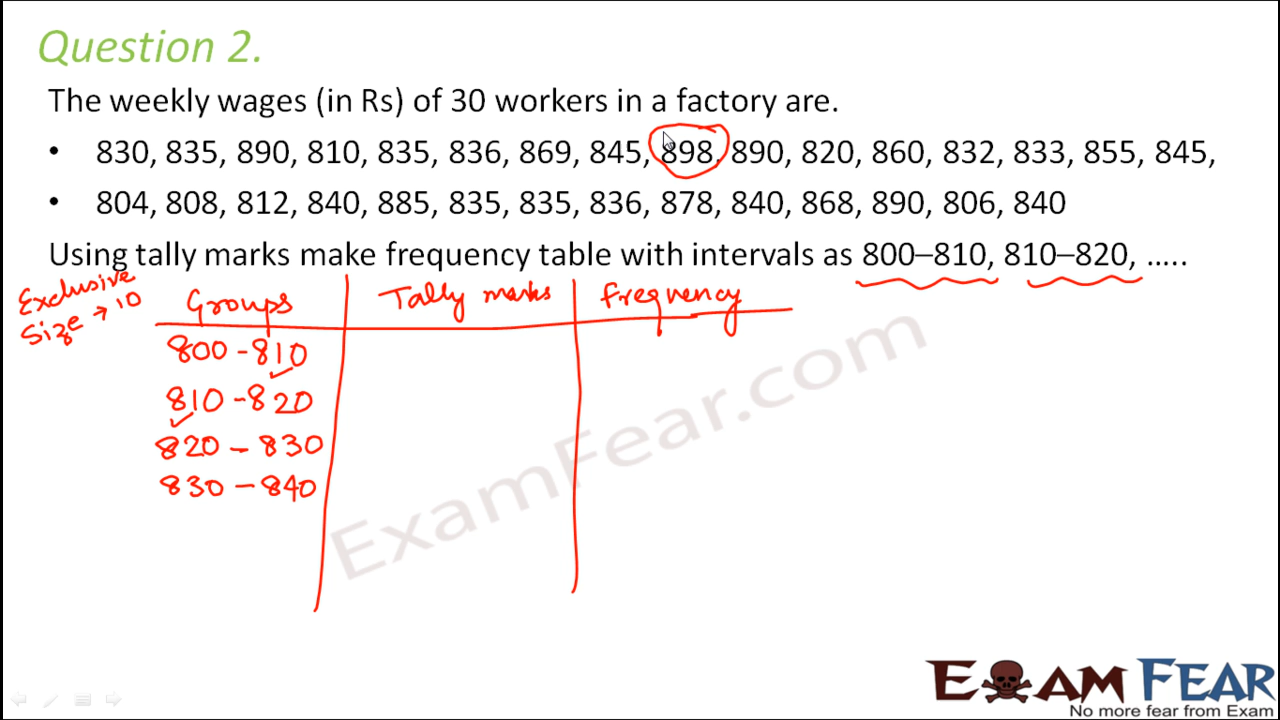 Question 2.
The weekly wages (in Rs) of 30 workers in a factory are.
• 830, 835, 890, 810, 835, 836, 869, 845, 898, 890, 820, 860, 832, 833, 855, 845,
• 804, 808, 812, 840, 885, 835, 835, 836, 878, 840, 868, 890, 806, 840
Using tally marks make frequency table with intervals as 800–810, 810–820, …..
Exclusive
Size → 10
Groups Tally marks frequency
800 - 810
810 - 820
820 - 830
830 - 840
ExamFear.com
EXAM FEAR
No more fear from Exam